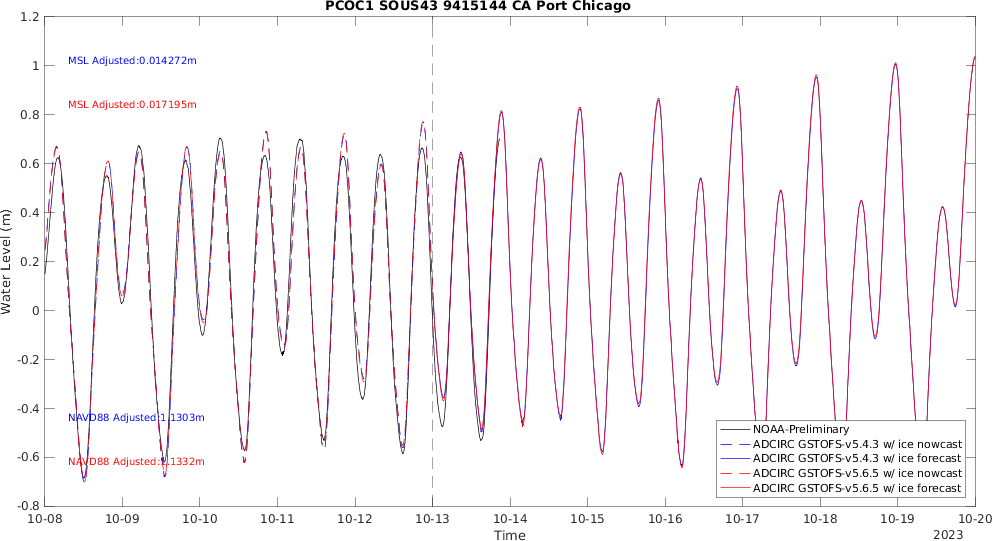 PCOC1 SOUS43 9415144 CA Port Chicago
1.2
1
0.8
0.6
0.4
0.2
0
-0.2
-0.4
-0.6
-0.8
Water Level (m)
MSL Adjusted:0.014272m
MSL Adjusted:0.017195m
NAVD88 Adjusted:1.1303m
NAVD88 Adjusted:1.1332m
NOAA-Preliminary
ADCIRC GSTOFS-v5.4.3 w/ ice nowcast
ADCIRC GSTOFS-v5.4.3 w/ ice forecast
ADCIRC GSTOFS-v5.6.5 w/ ice nowcast
ADCIRC GSTOFS-v5.6.5 w/ ice forecast
10-08 10-09 10-10 10-11 10-12 10-13 10-14 10-15 10-16 10-17 10-18 10-19 10-20
Time
2023